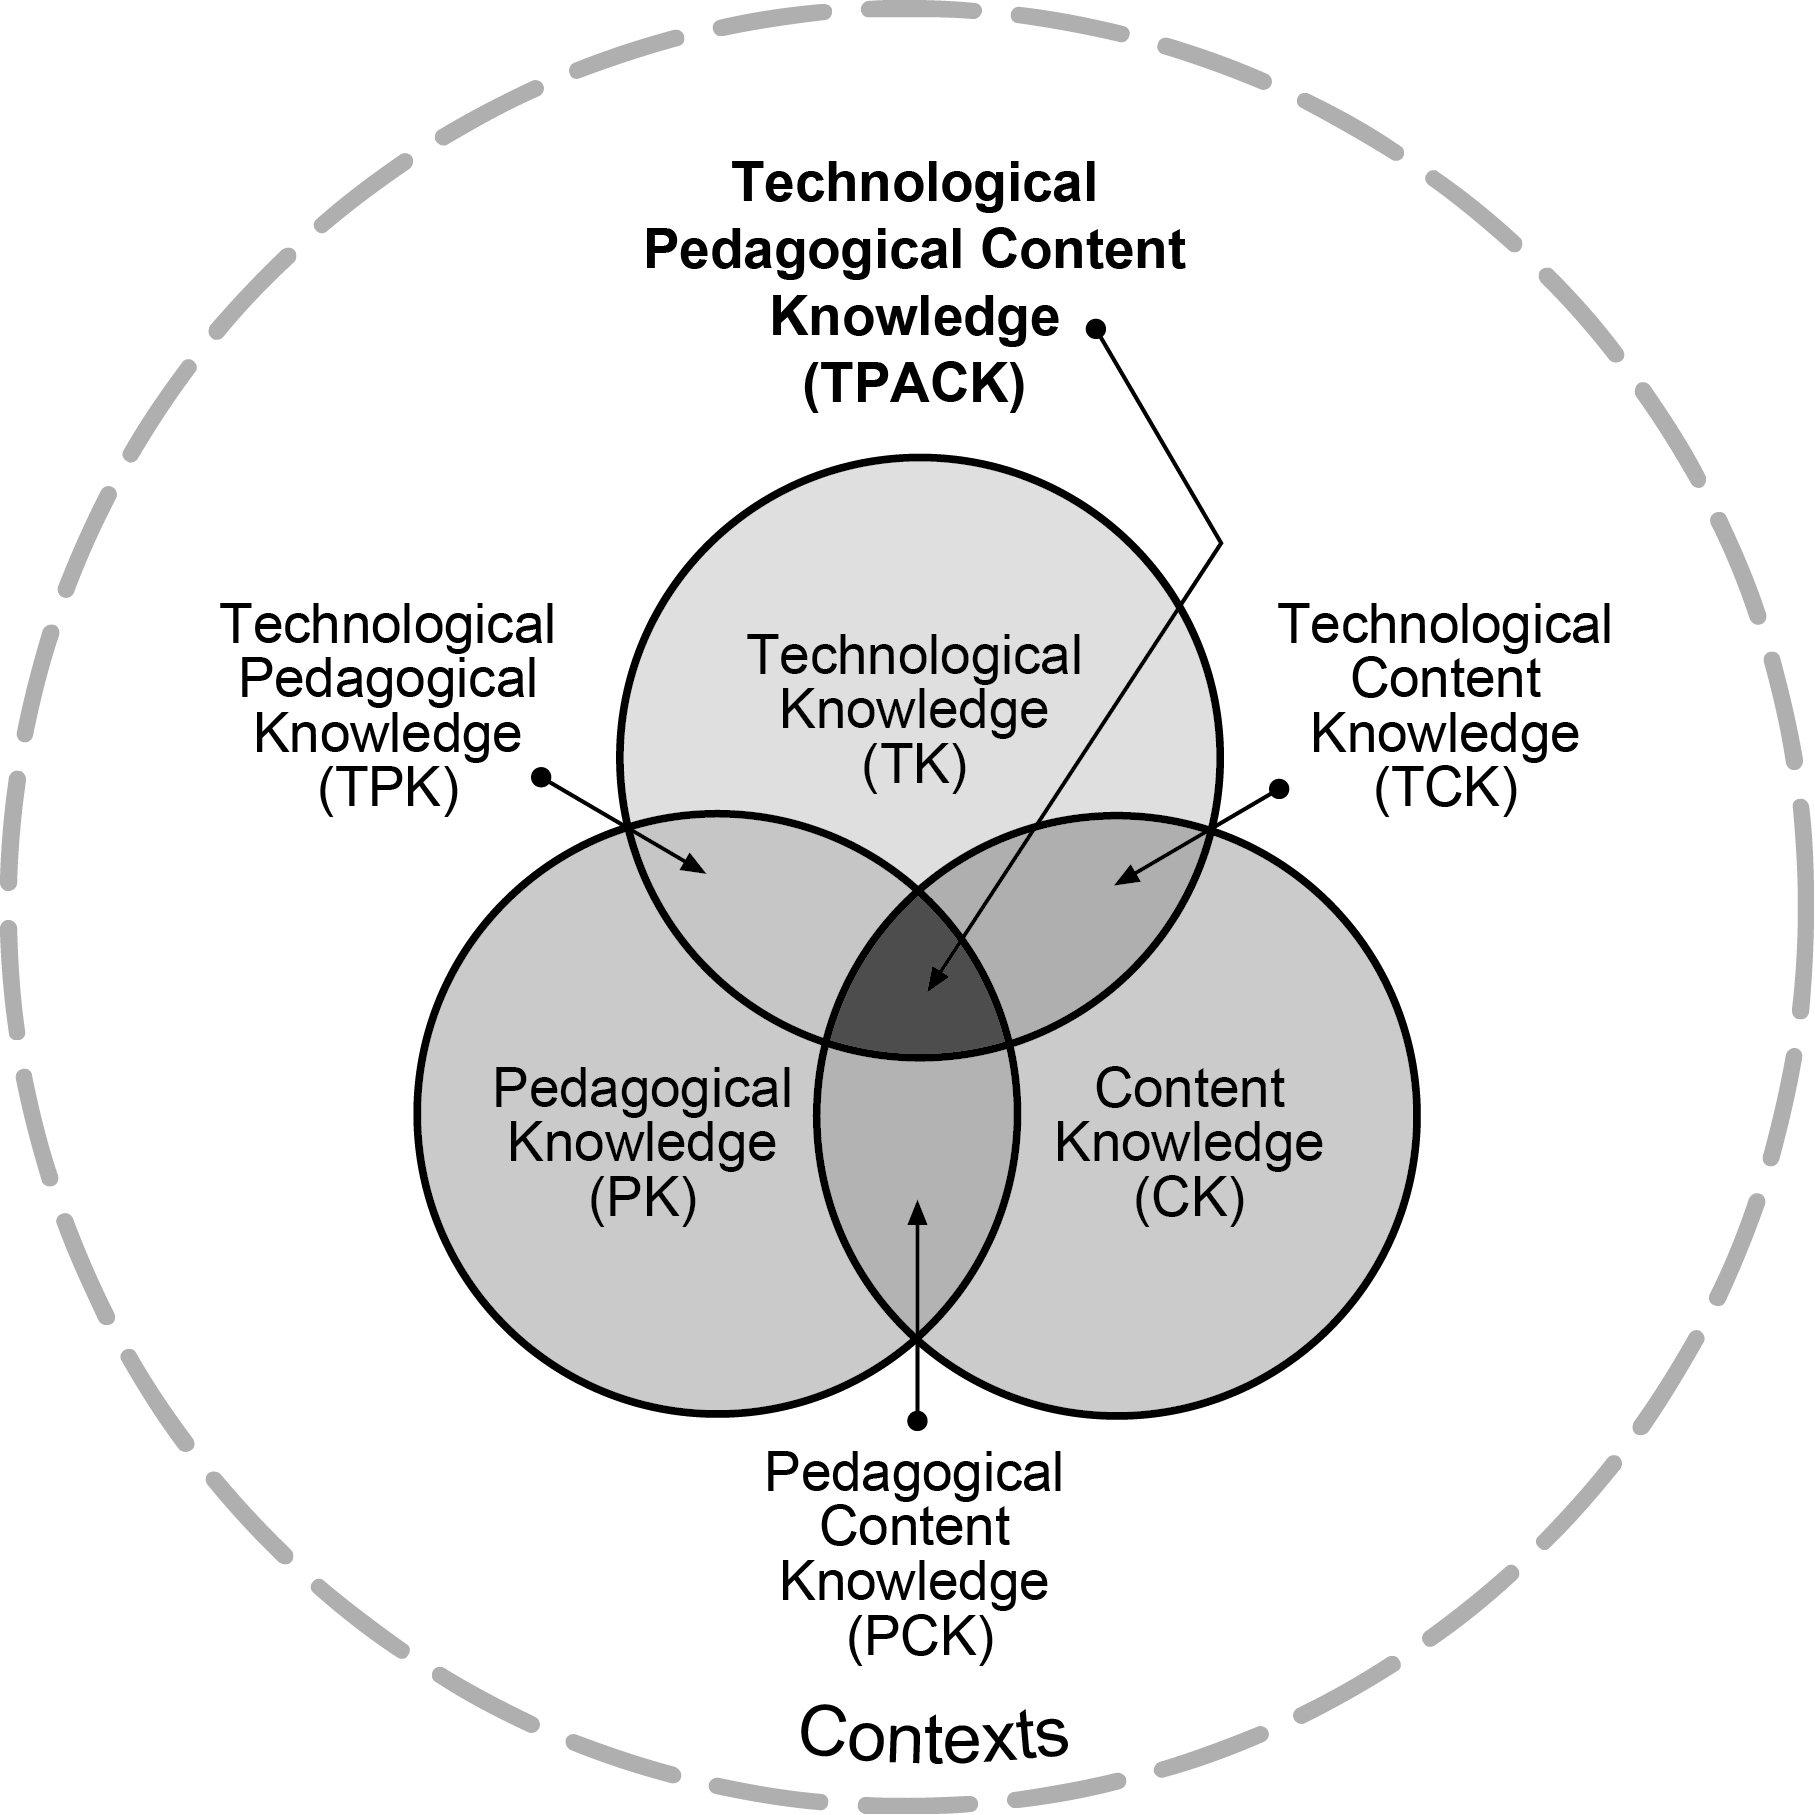 Technological
Pedagogical Content
Knowledge
(TPACK)
Technological
Pedagogical
Knowledge
(TPK)
Technological
Knowledge
(TK)
Technological
Content
Knowledge
(TCK)
Pedagogical
Knowledge
(PK)
Content
Knowledge
(CK)
Pedagogical
Content
Knowledge
(PCK)
Contexts